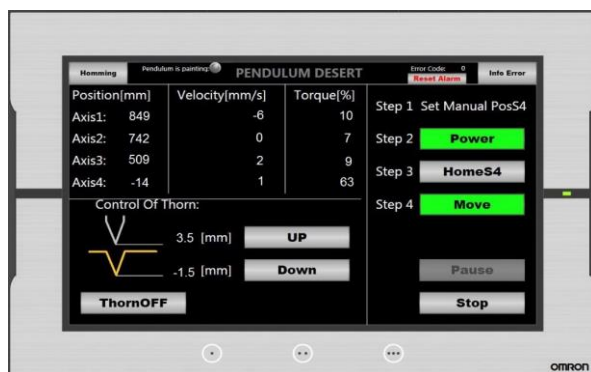 Homming
Pendulum is painting:
PENDULUM DESERT
Error Code: 0
Reset Alarm
Info Error
Position[mm] Velocity[mm/s] Torque[%]
Axis1: 849 -6 10
Axis2: 742 0 7
Axis3: 509 2 9
Axis4: -14 1 63
Control Of Thorn:
3.5 [mm] UP
-1.5 [mm] Down
ThornOFF
Step 1 Set Manual PosS4
Step 2 Power
Step 3 HomeS4
Step 4 Move
Pause
Stop
OMRON